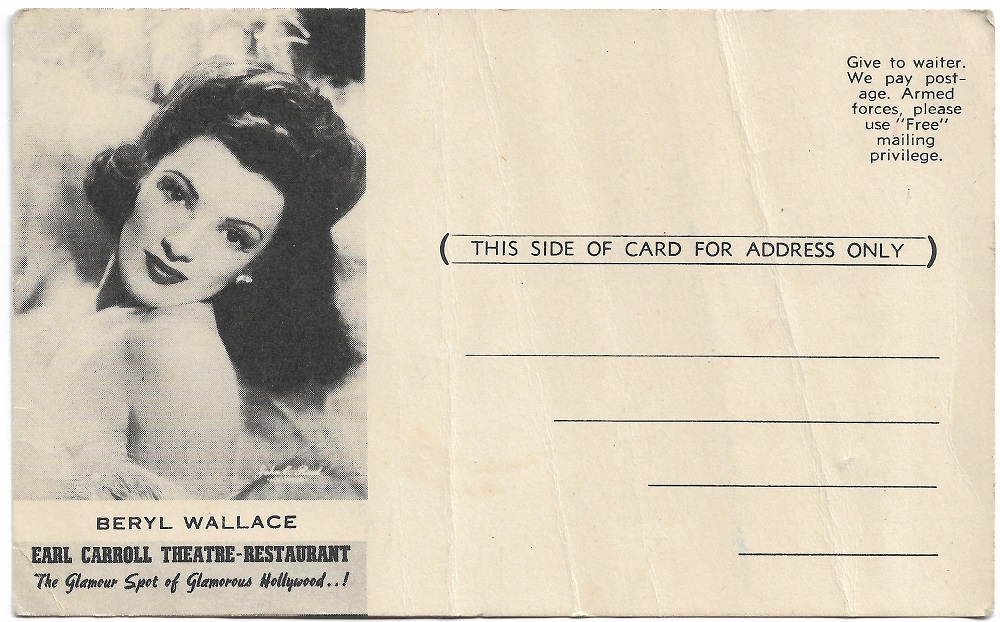 Give to waiter.
We pay post-
age. Armed
forces, please
use "Free"
mailing
privilege.
THIS SIDE OF CARD FOR ADDRESS ONLY
BERYL WALLACE
EARL CARROLL THEATRE-RESTAURANT
The Glamour Spot of Glamorous Hollywood..!